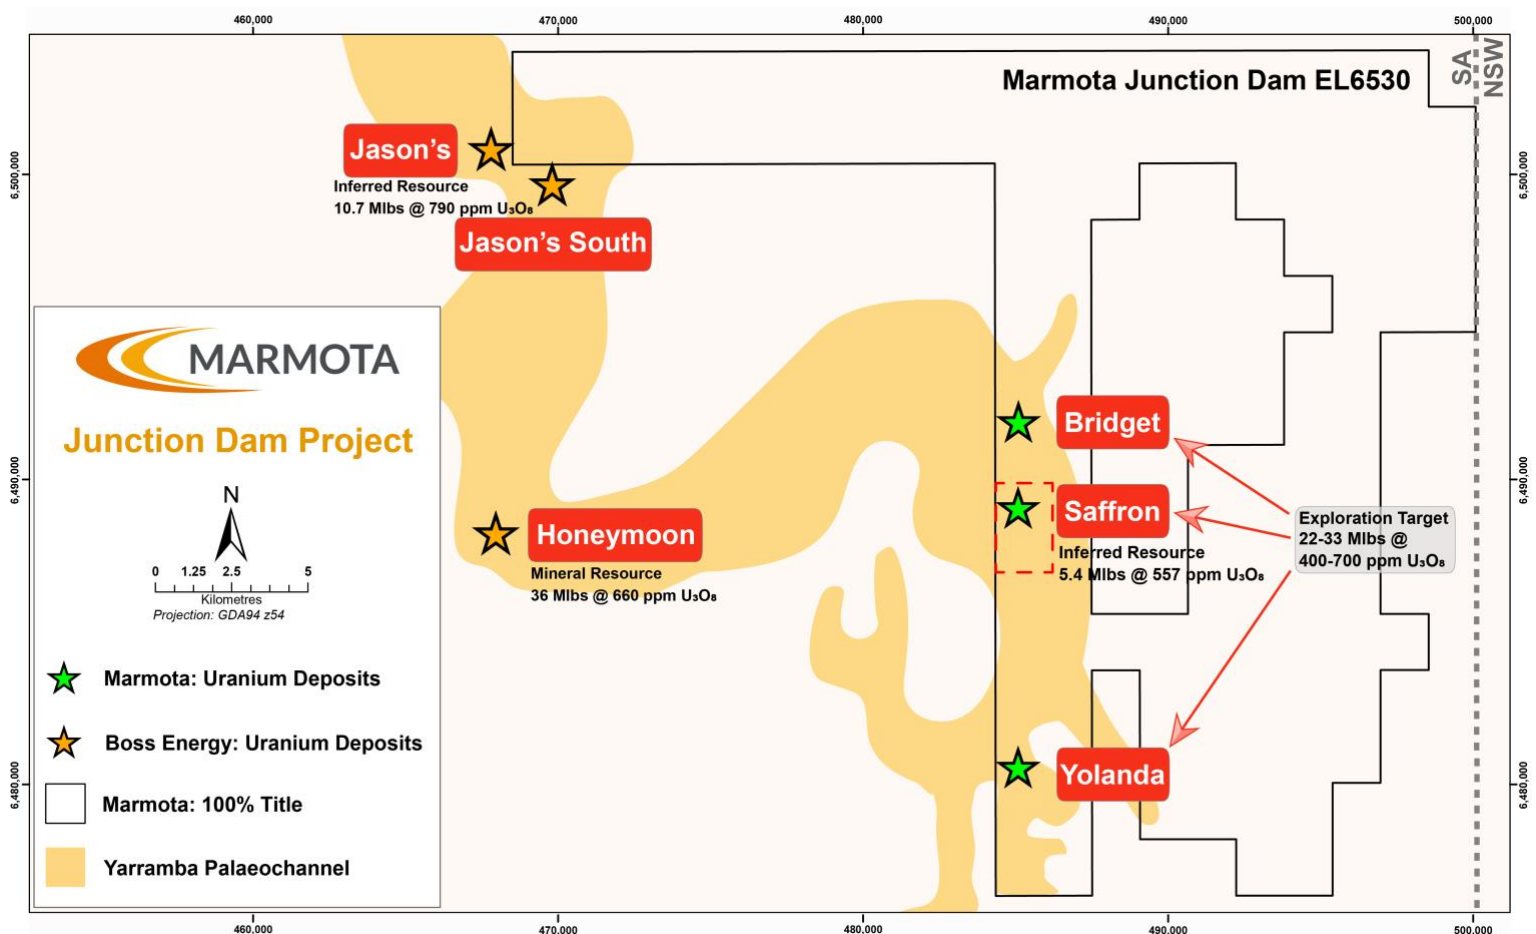 460,000
470,000
480,000
490,000
500,000
Marmota Junction Dam EL6530
SA
NSW
6,500,000
6,500,000
Jason's
Inferred Resource
10.7 Mlbs @ 790 ppm U₃O₈
Jason's South
MARMOTA
Junction Dam Project
N
0 1.25 2.5 5
Kilometres
Projection: GDA94 z54
Marmota: Uranium Deposits
Boss Energy: Uranium Deposits
Marmota: 100% Title
Yarramba Palaeochannel
Bridget
6,490,000
6,490,000
Saffron
Inferred Resource
5.4 Mlbs @ 557 ppm U₃O₈
Exploration Target
22-33 Mlbs @
400-700 ppm U₃O₈
Honeymoon
Mineral Resource
36 Mlbs @ 660 ppm U₃O₈
Yolanda
6,480,000
6,480,000
460,000
470,000
480,000
490,000
500,000